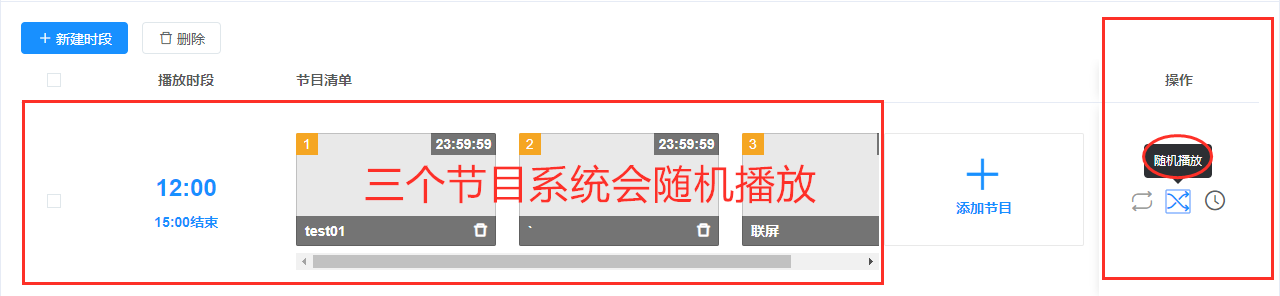 新建时段 删除
播放时段 节目清单 操作
1 23:59:59 2 23:59:59 3
随机播放
三个节目系统会随机播放
12:00
添加节目
15:00结束
test01 ` 联屏